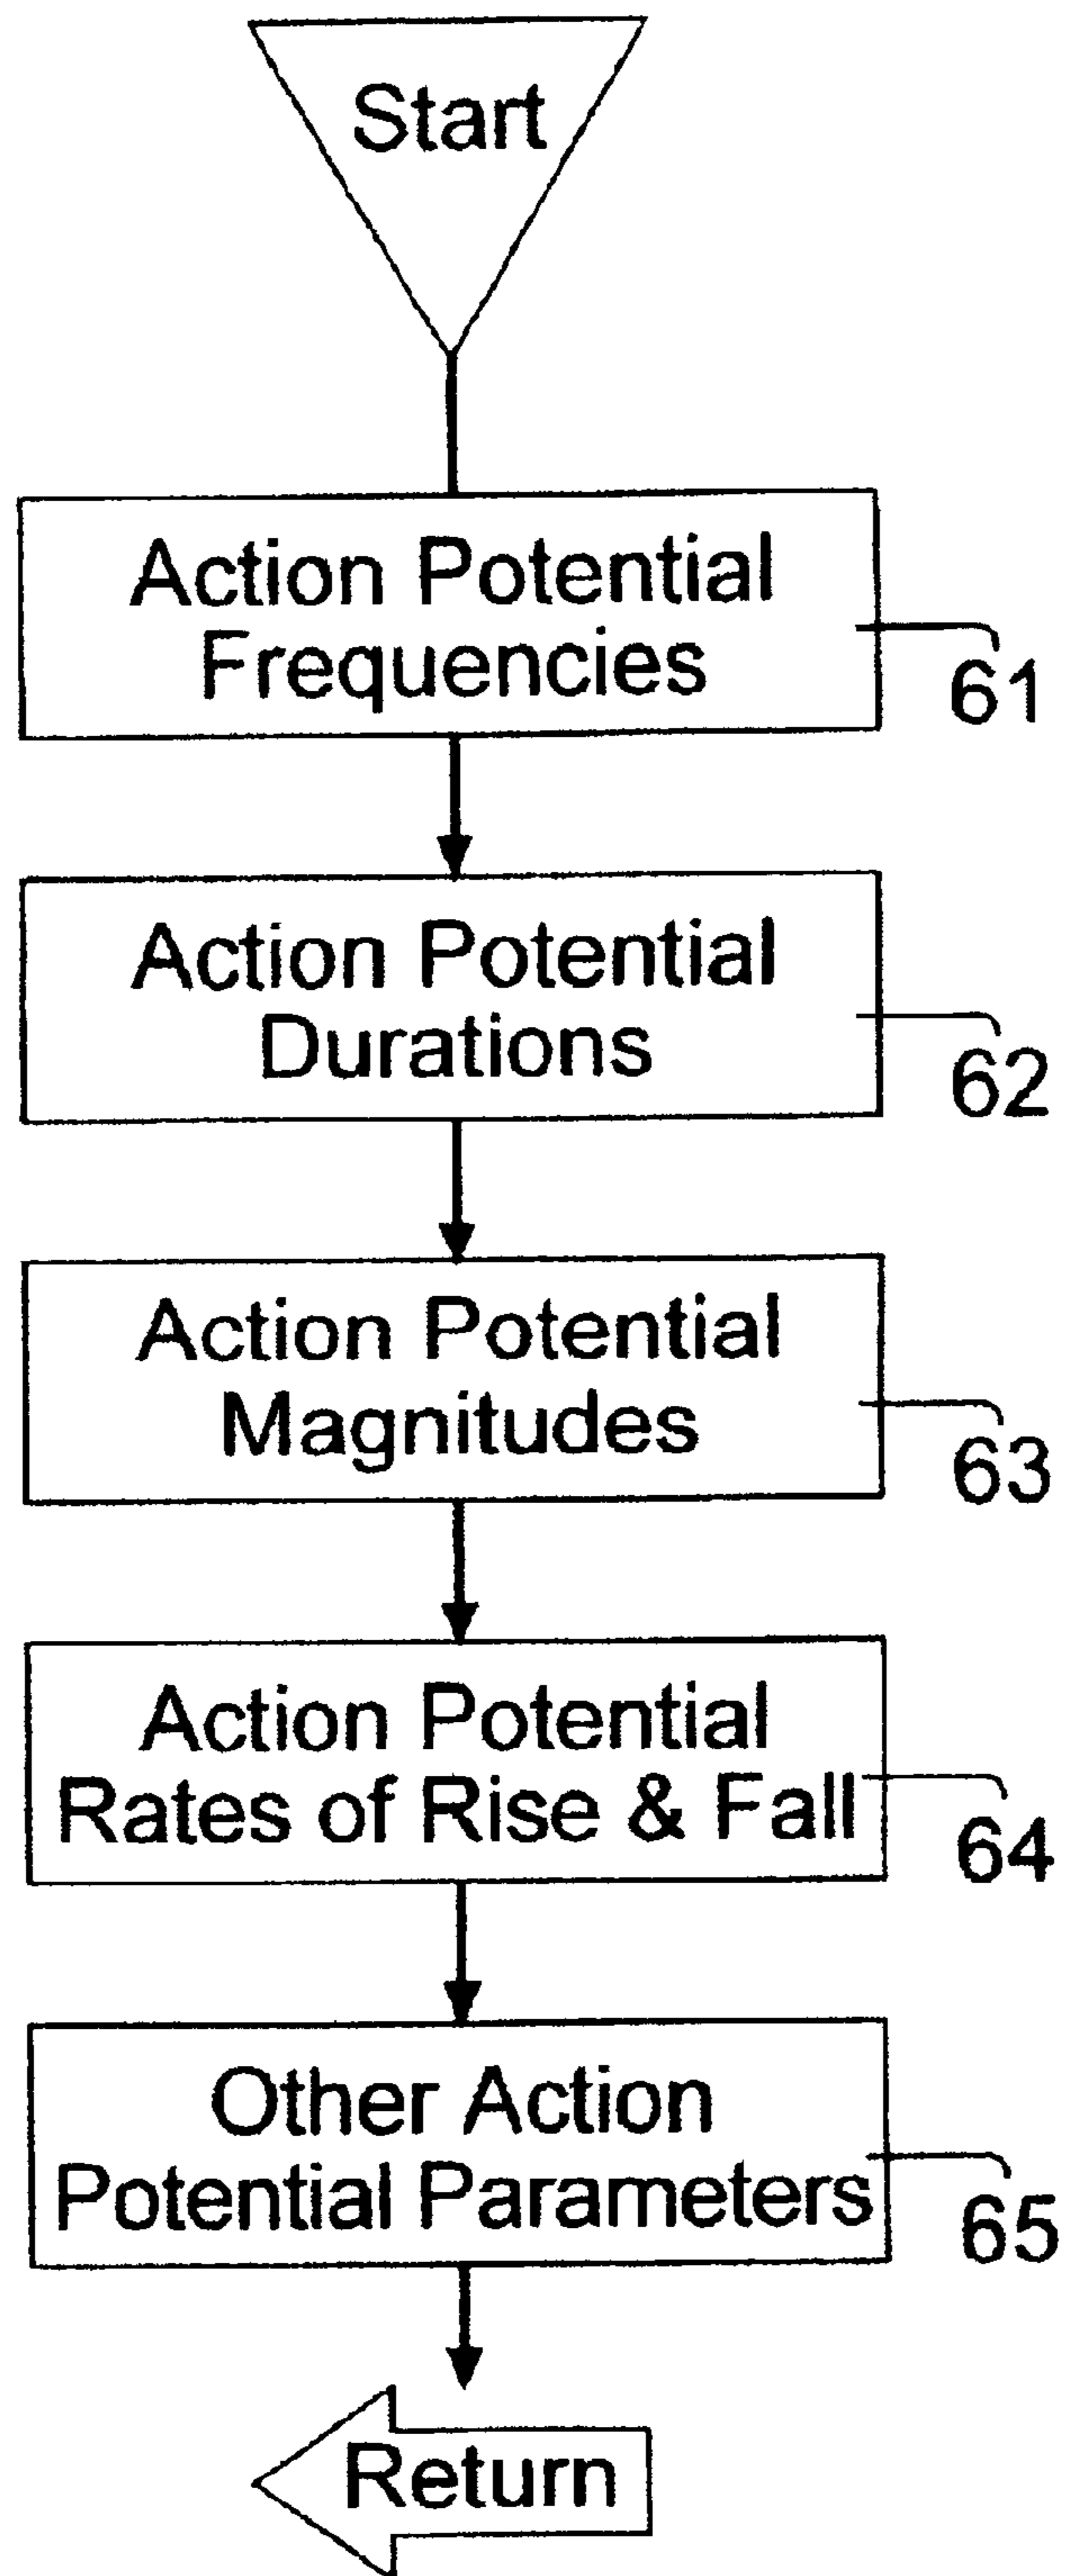 Start
Action Potential
Frequencies
61
Action Potential
Durations
62
Action Potential
Magnitudes
63
Action Potential
Rates of Rise & Fall
64
Other Action
Potential Parameters
65
Return